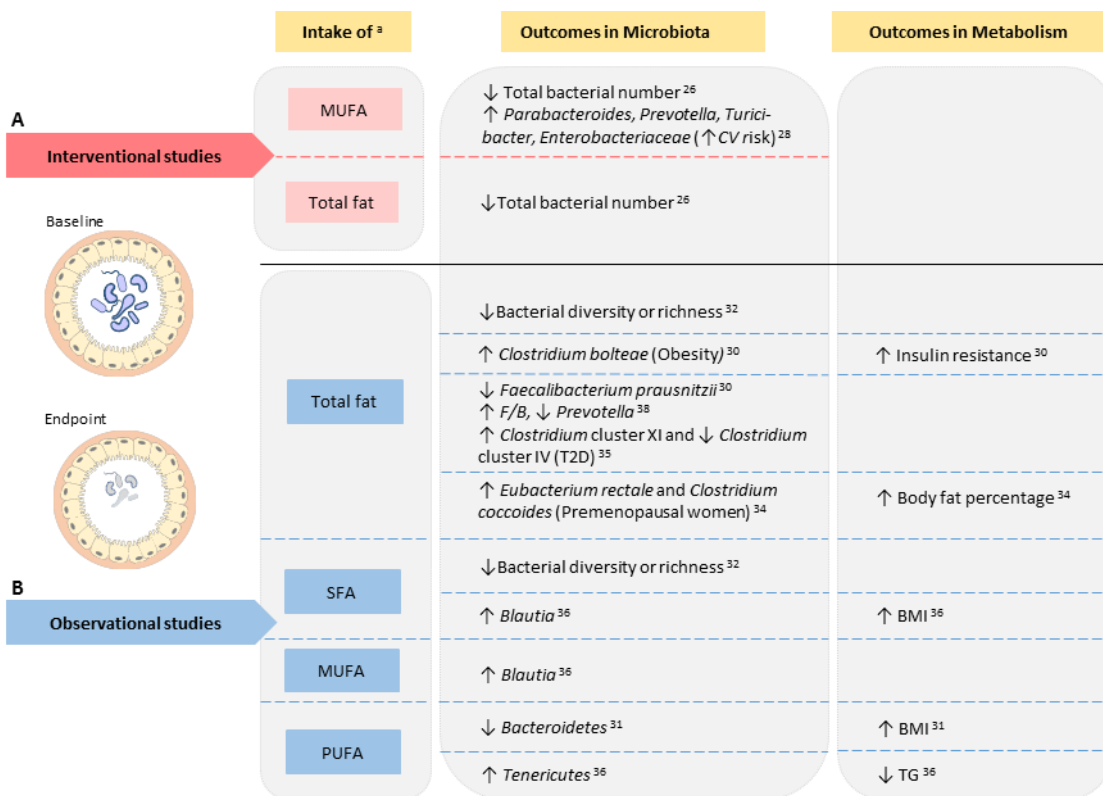 Intake of ᵃ
Outcomes in Microbiota
Outcomes in Metabolism
A
Interventional studies
MUFA
↓ Total bacterial number ²⁶
↑ Parabacteroides, Prevotella, Turici-
bacter, Enterobacteriaceae (↑CV risk) ²⁸
Total fat
↓Total bacterial number ²⁶
Baseline
Endpoint
B
Observational studies
Total fat
↓Bacterial diversity or richness ³²
↑ Clostridium bolteae (Obesity) ³⁰
↑ Insulin resistance ³⁰
↓ Faecalibacterium prausnitzii ³⁰
↑ F/B, ↓ Prevotella ³⁸
↑ Clostridium cluster XI and ↓ Clostridium
cluster IV (T2D) ³⁵
↑ Eubacterium rectale and Clostridium
coccoides (Premenopausal women) ³⁴
↑ Body fat percentage ³⁴
SFA
↓Bacterial diversity or richness ³²
↑ Blautia ³⁶
↑ BMI ³⁶
MUFA
↑ Blautia ³⁶
PUFA
↓ Bacteroidetes ³¹
↑ BMI ³¹
↑ Tenericutes ³⁶
↓ TG ³⁶